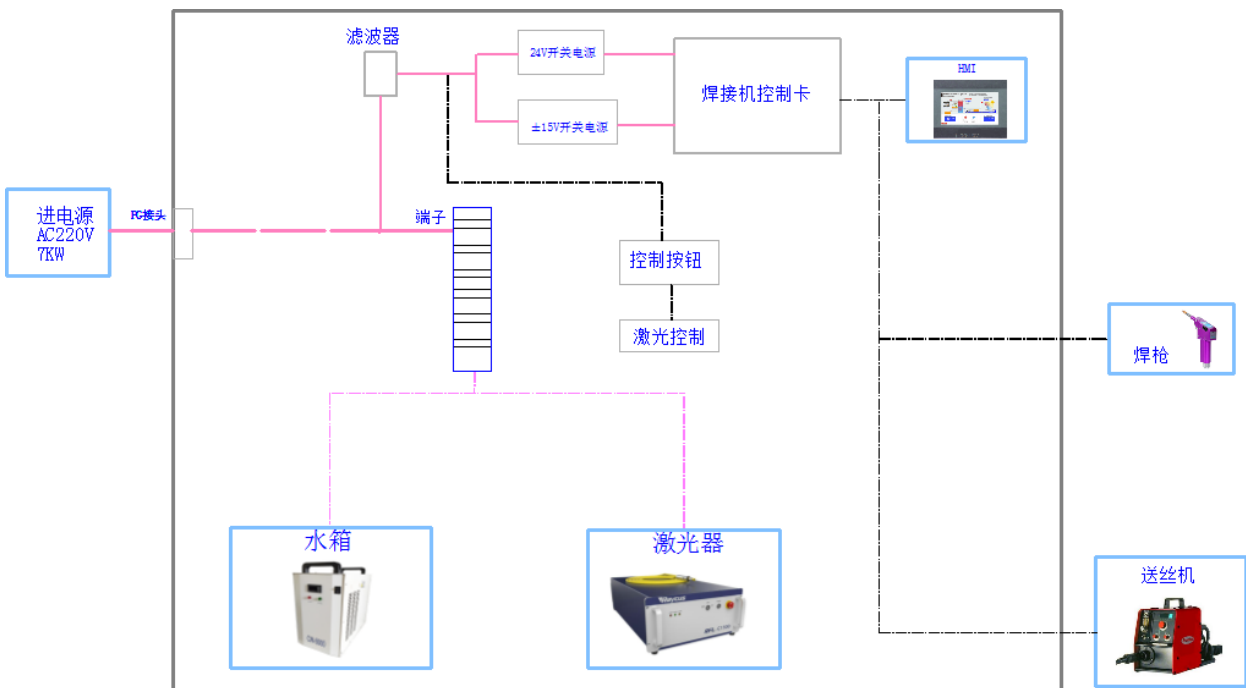 滤波器
24V开关电源
±15V开关电源
焊接机控制卡
HMI
进电源
AC220V
7KW
PG接头
端子
控制按钮
激光控制
焊枪
水箱
激光器
送丝机